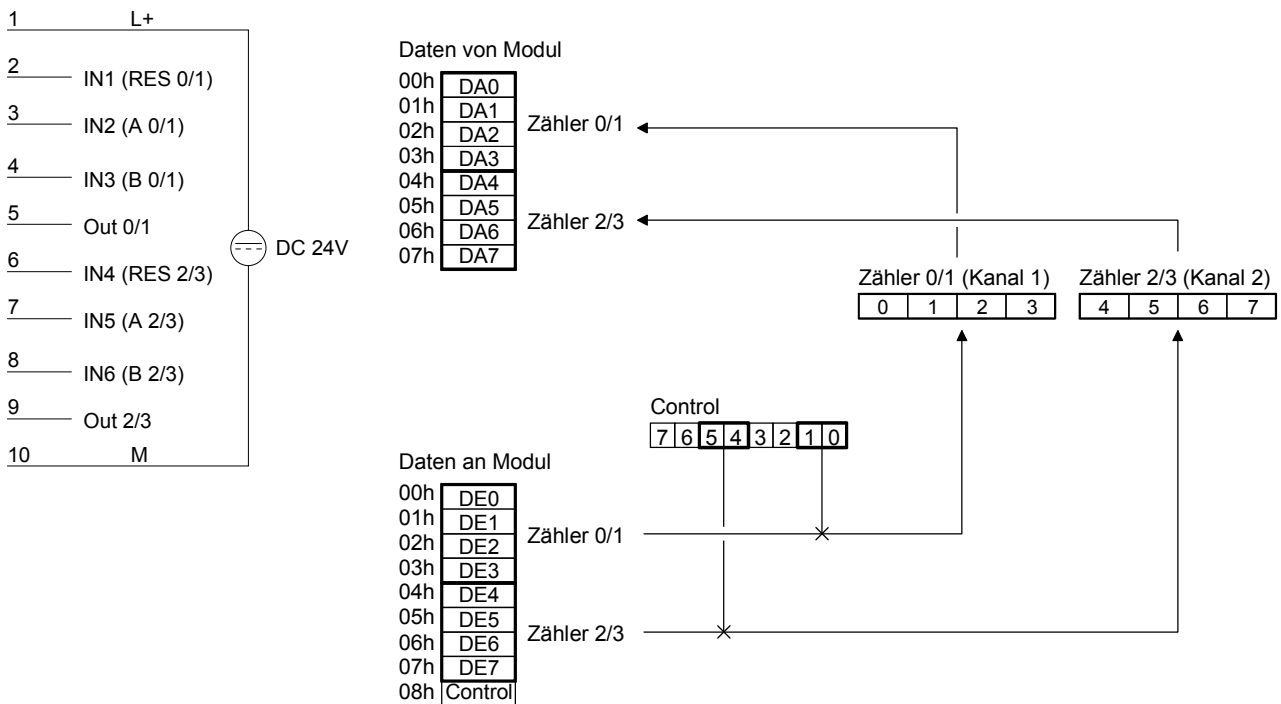 1 L+
2 IN1 (RES 0/1)
3 IN2 (A 0/1)
4 IN3 (B 0/1)
5 Out 0/1
DC 24V
6 IN4 (RES 2/3)
7 IN5 (A 2/3)
8 IN6 (B 2/3)
9 Out 2/3
10 M
Daten von Modul
00h DA0
01h DA1
02h DA2
03h DA3
Zähler 0/1
04h DA4
05h DA5
06h DA6
07h DA7
Zähler 2/3
Zähler 0/1 (Kanal 1)
0 1 2 3
Zähler 2/3 (Kanal 2)
4 5 6 7
Control
7 6 5 4 3 2 1 0
Daten an Modul
00h DE0
01h DE1
02h DE2
03h DE3
Zähler 0/1
04h DE4
05h DE5
06h DE6
07h DE7
Zähler 2/3
08h Control